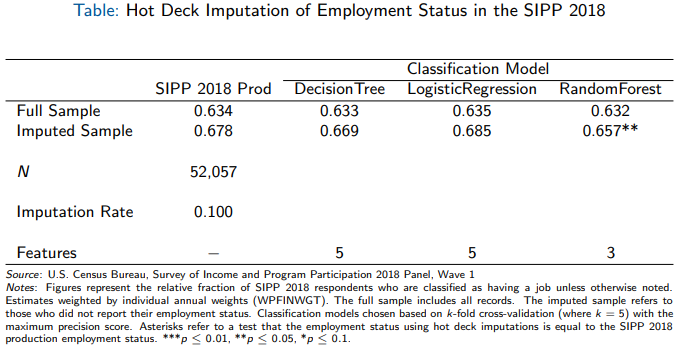 Table: Hot Deck Imputation of Employment Status in the SIPP 2018
Classification Model
SIPP 2018 Prod DecisionTree LogisticRegression RandomForest
Full Sample 0.634 0.633 0.635 0.632
Imputed Sample 0.678 0.669 0.685 0.657**
N 52,057
Imputation Rate 0.100
Features – 5 5 3
Source: U.S. Census Bureau, Survey of Income and Program Participation 2018 Panel, Wave 1
Notes: Figures represent the relative fraction of SIPP 2018 respondents who are classified as having a job unless otherwise noted.
Estimates weighted by individual annual weights (WPFINWGT). The full sample includes all records. The imputed sample refers to
those who did not report their employment status. Classification models chosen based on k-fold cross-validation (where k = 5) with the
maximum precision score. Asterisks refer to a test that the employment status using hot deck imputations is equal to the SIPP 2018
production employment status. ***p ≤ 0.01, **p ≤ 0.05, *p ≤ 0.1.